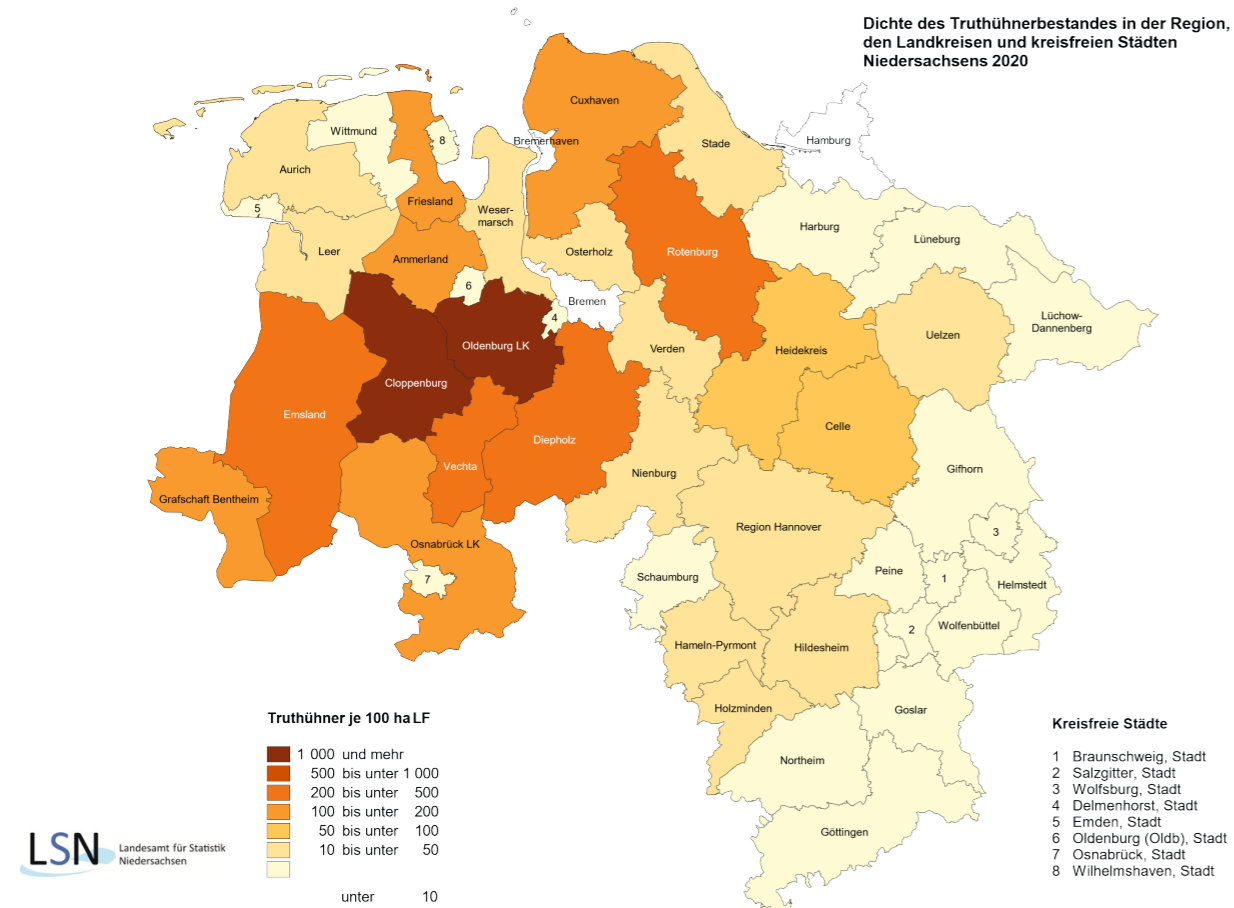 Dichte des Truthühnerbestandes in der Region,
den Landkreisen und kreisfreien Städten
Niedersachsens 2020
Cuxhaven
Wittmund
8
Bremerhaven
Hamburg
Stade
Aurich
Friesland
5
Weser-
marsch
Harburg
Lüneburg
Leer
Ammerland
Osterholz
Rotenburg
6
Bremen
4
Lüchow-
Dannenberg
Uelzen
Oldenburg LK
Verden
Heidekreis
Cloppenburg
Emsland
Diepholz
Celle
Vechta
Nienburg
Gifhorn
Grafschaft Bentheim
Region Hannover
3
Osnabrück LK
7
Schaumburg
Peine
1
Helmstedt
2
Wolfenbüttel
Hameln-Pyrmont
Hildesheim
Holzminden
Goslar
Northeim
Göttingen
Truthühner je 100 ha LF
1 000 und mehr
500 bis unter 1 000
200 bis unter 500
100 bis unter 200
50 bis unter 100
10 bis unter 50
unter 10
Kreisfreie Städte
1 Braunschweig, Stadt
2 Salzgitter, Stadt
3 Wolfsburg, Stadt
4 Delmenhorst, Stadt
5 Emden, Stadt
6 Oldenburg (Oldb), Stadt
7 Osnabrück, Stadt
8 Wilhelmshaven, Stadt
LSN
Landesamt für Statistik
Niedersachsen